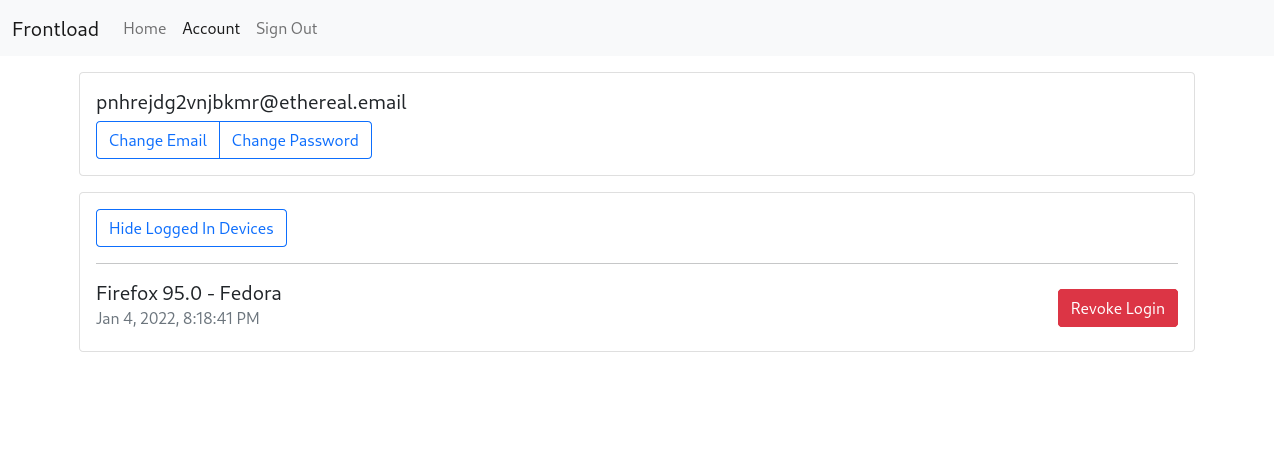 Frontload Home Account Sign Out
pnhrejdg2vnjbkmr@ethereal.email
Change Email Change Password
Hide Logged In Devices
Firefox 95.0 - Fedora
Jan 4, 2022, 8:18:41 PM
Revoke Login